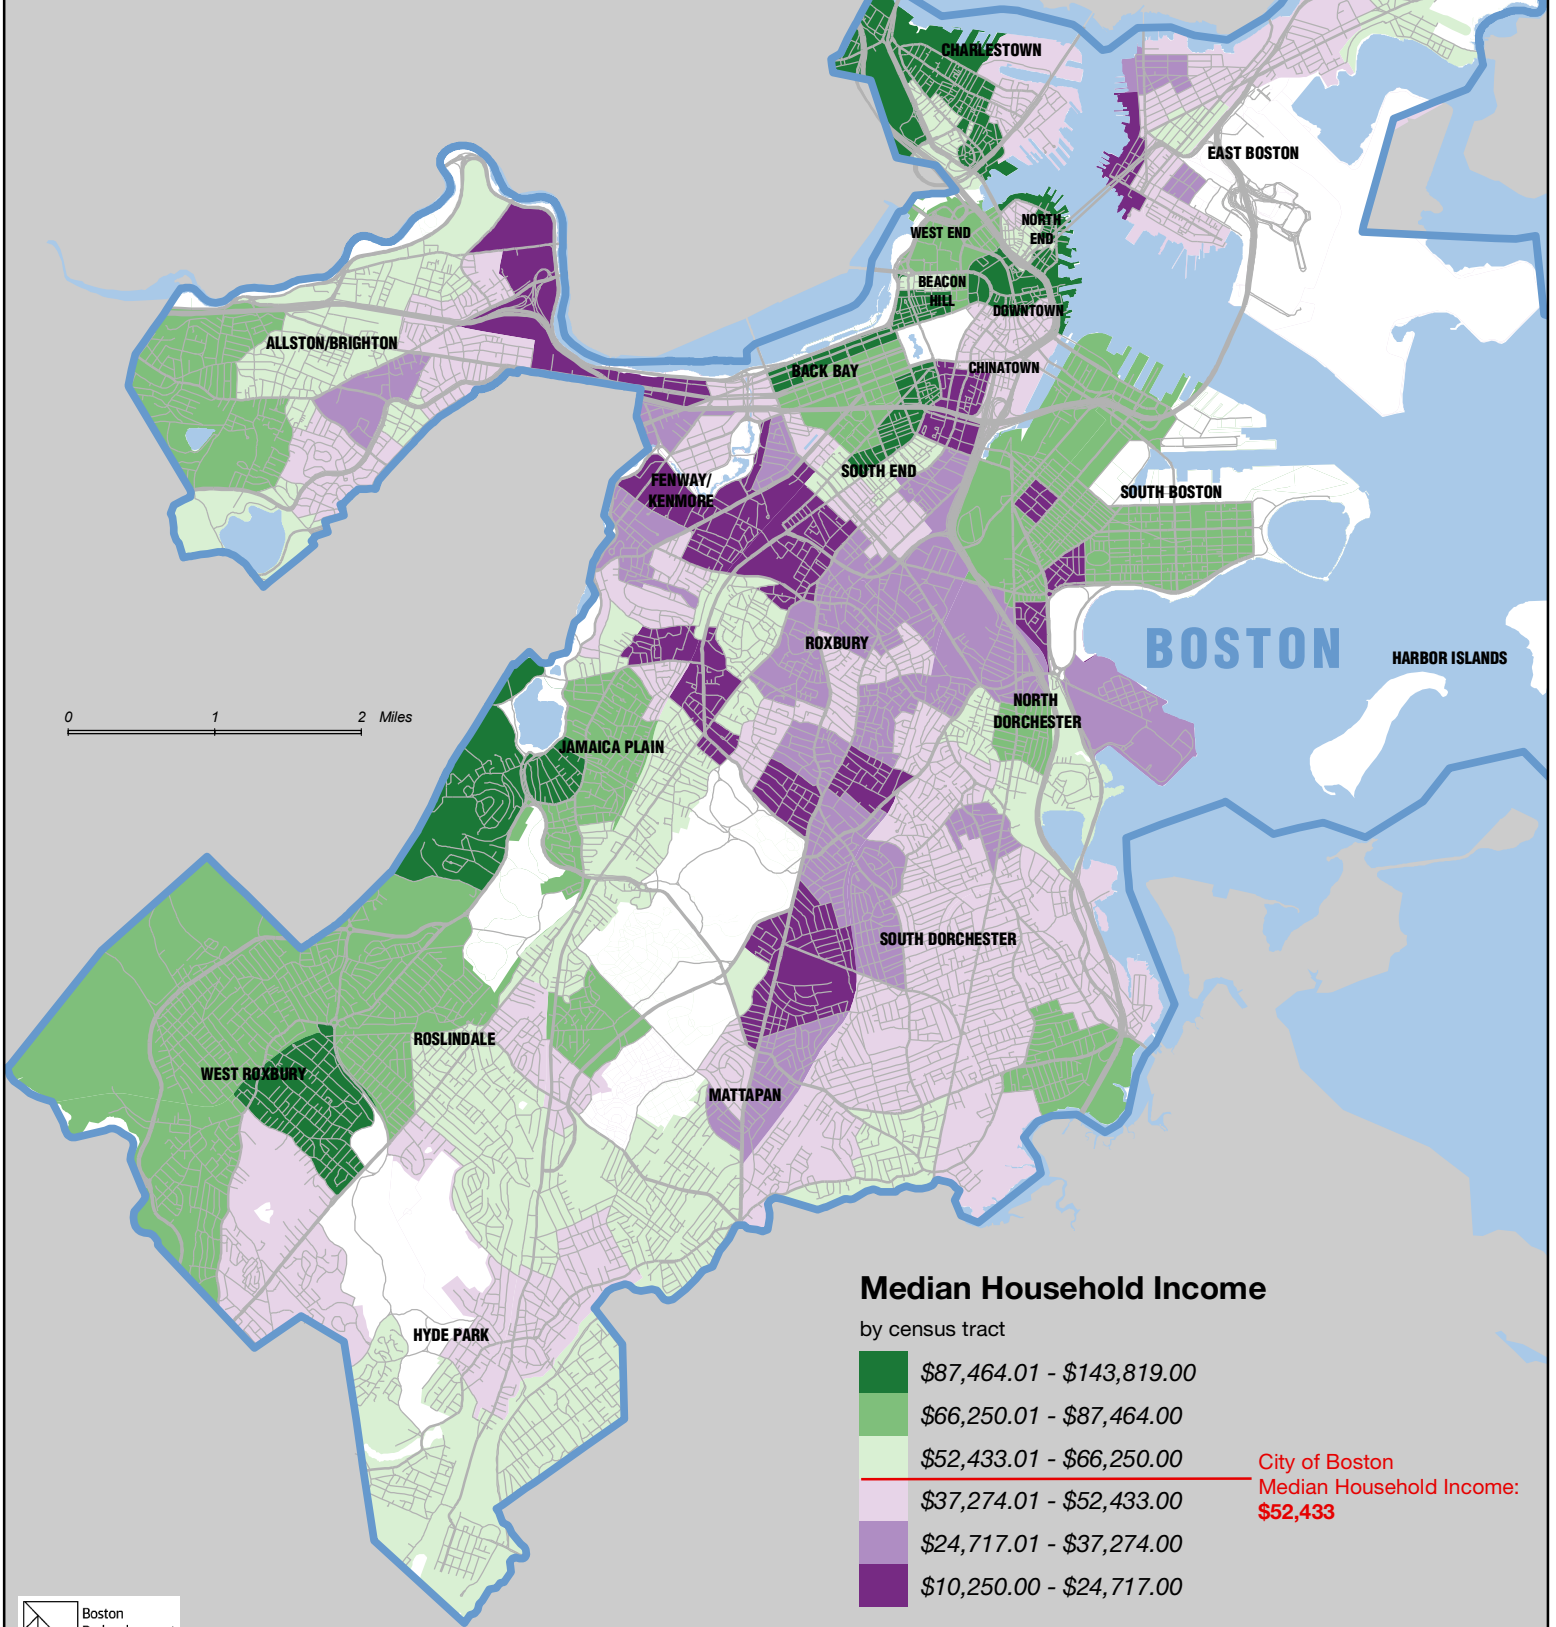 CHARLESTOWN
EAST BOSTON
NORTH
END
WEST END
BEACON
HILL
DOWNTOWN
ALLSTON/BRIGHTON
BACK BAY
CHINATOWN
SOUTH END
FENWAY/
KENMORE
SOUTH BOSTON
ROXBURY
BOSTON
HARBOR ISLANDS
NORTH
DORCHESTER
0 1 2 Miles
JAMAICA PLAIN
SOUTH DORCHESTER
ROSLINDALE
WEST ROXBURY
MATTAPAN
HYDE PARK
Median Household Income
by census tract
$87,464.01 - $143,819.00
$66,250.01 - $87,464.00
$52,433.01 - $66,250.00
$37,274.01 - $52,433.00
$24,717.01 - $37,274.00
$10,250.00 - $24,717.00
City of Boston
Median Household Income:
$52,433
Boston